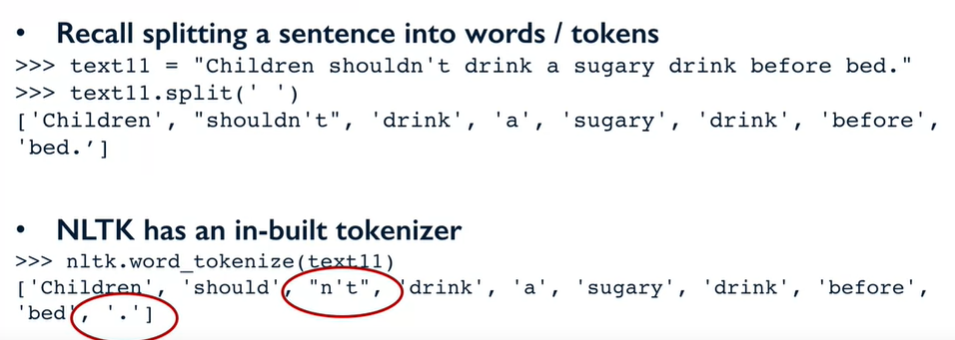 • Recall splitting a sentence into words / tokens
>>> text11 = "Children shouldn't drink a sugary drink before bed."
>>> text11.split(' ')
['Children', "shouldn't", 'drink', 'a', 'sugary', 'drink', 'before',
'bed.’]
• NLTK has an in-built tokenizer
>>> nltk.word_tokenize(text11)
['Children', 'should', "n't", 'drink', 'a', 'sugary', 'drink', 'before',
'bed', '.']